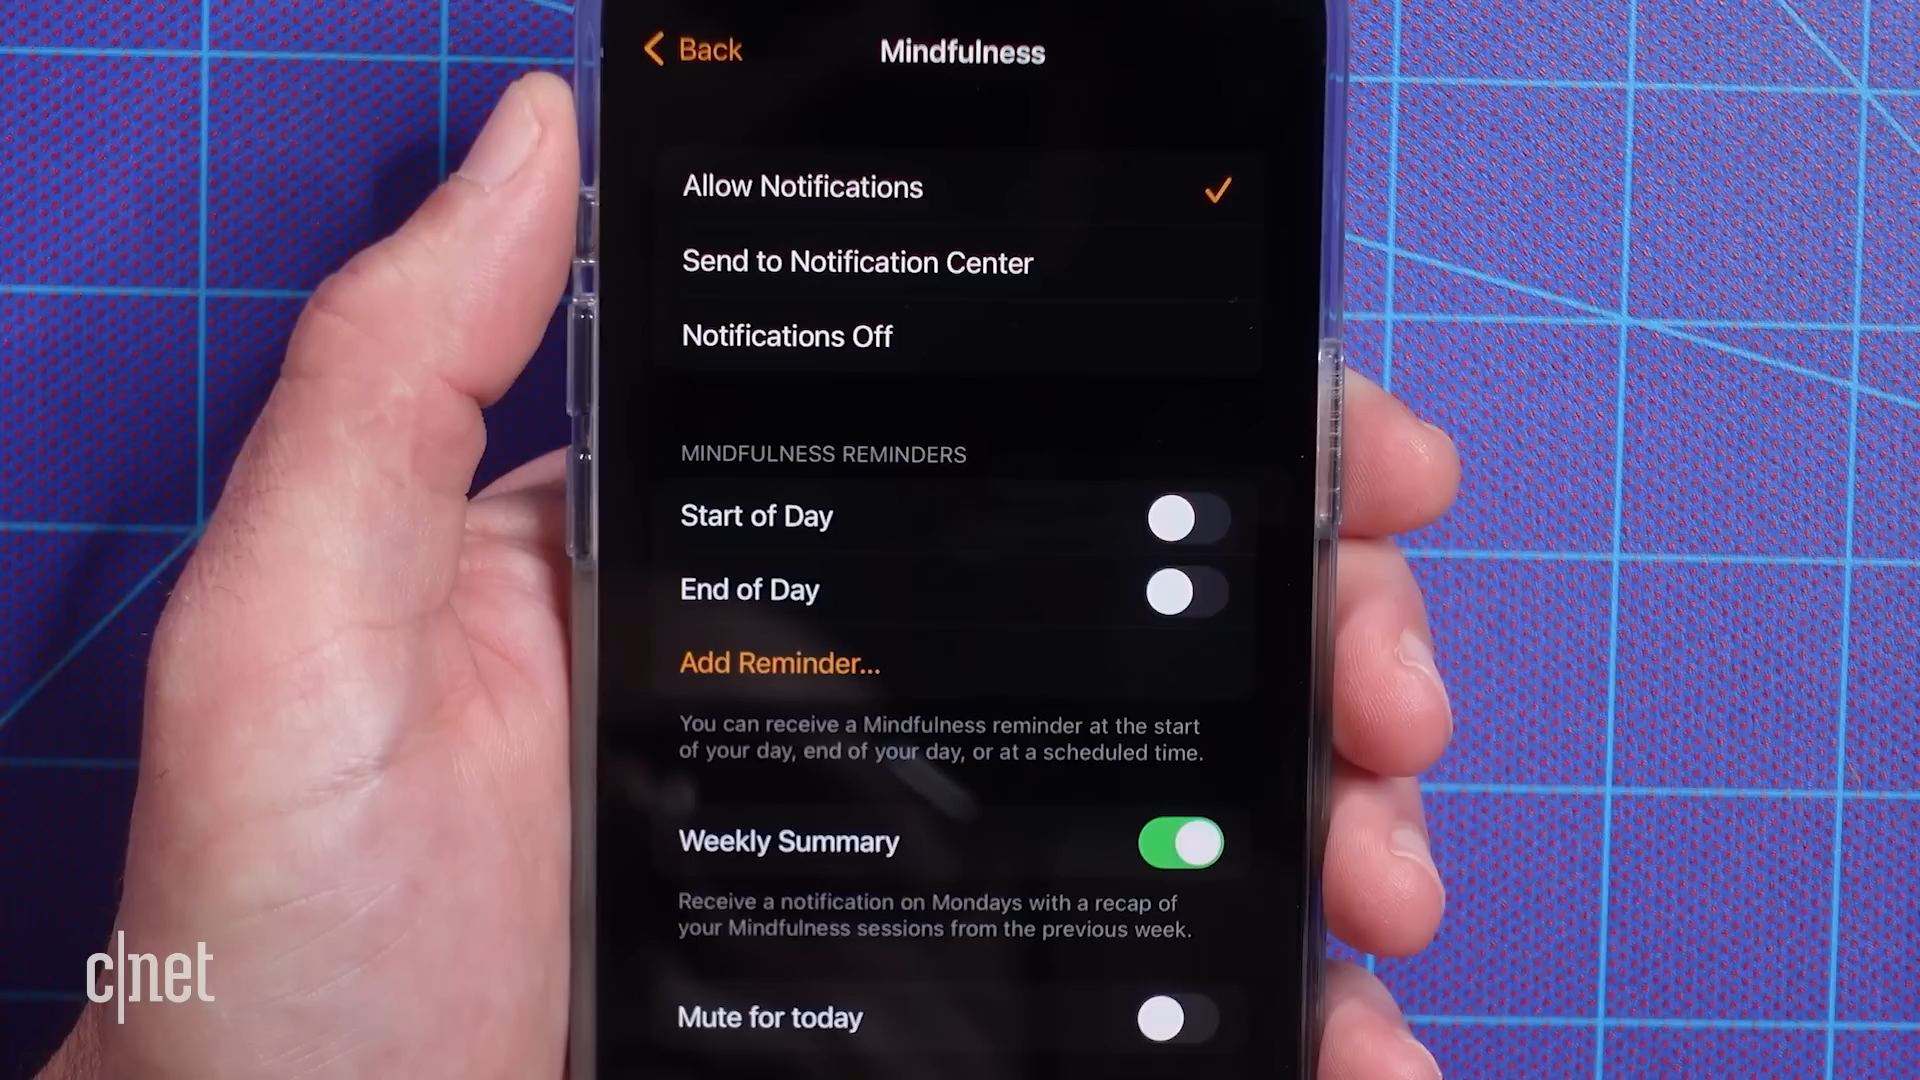 Back
Mindfulness
Allow Notifications
Send to Notification Center
Notifications Off
MINDFULNESS REMINDERS
Start of Day
End of Day
Add Reminder...
You can receive a Mindfulness reminder at the start
of your day, end of your day, or at a scheduled time.
Weekly Summary
Receive a notification on Mondays with a recap of
your Mindfulness sessions from the previous week.
Mute for today
c|net